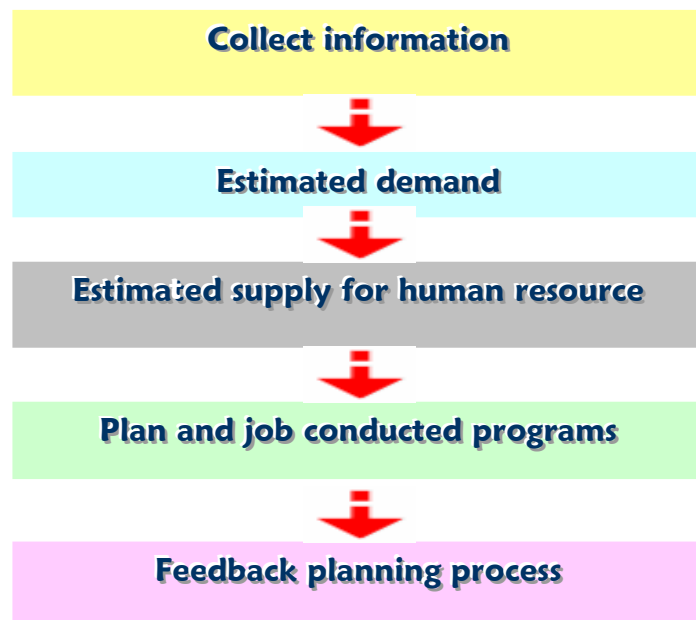 Collect information
Estimated demand
Estimated supply for human resource
Plan and job conducted programs
Feedback planning process